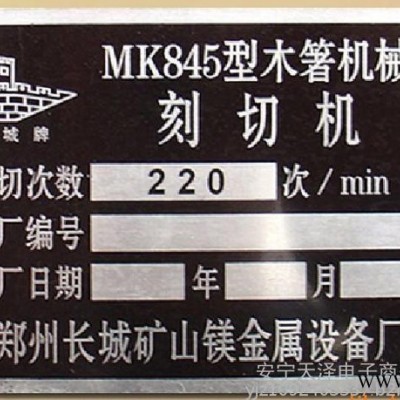 MK845型木箸机械
城牌
刻切机
切次数 220 次/min
厂编号
厂日期 年 月
郑州长城矿山镁金属设备厂
安宁天泽电子商
www.